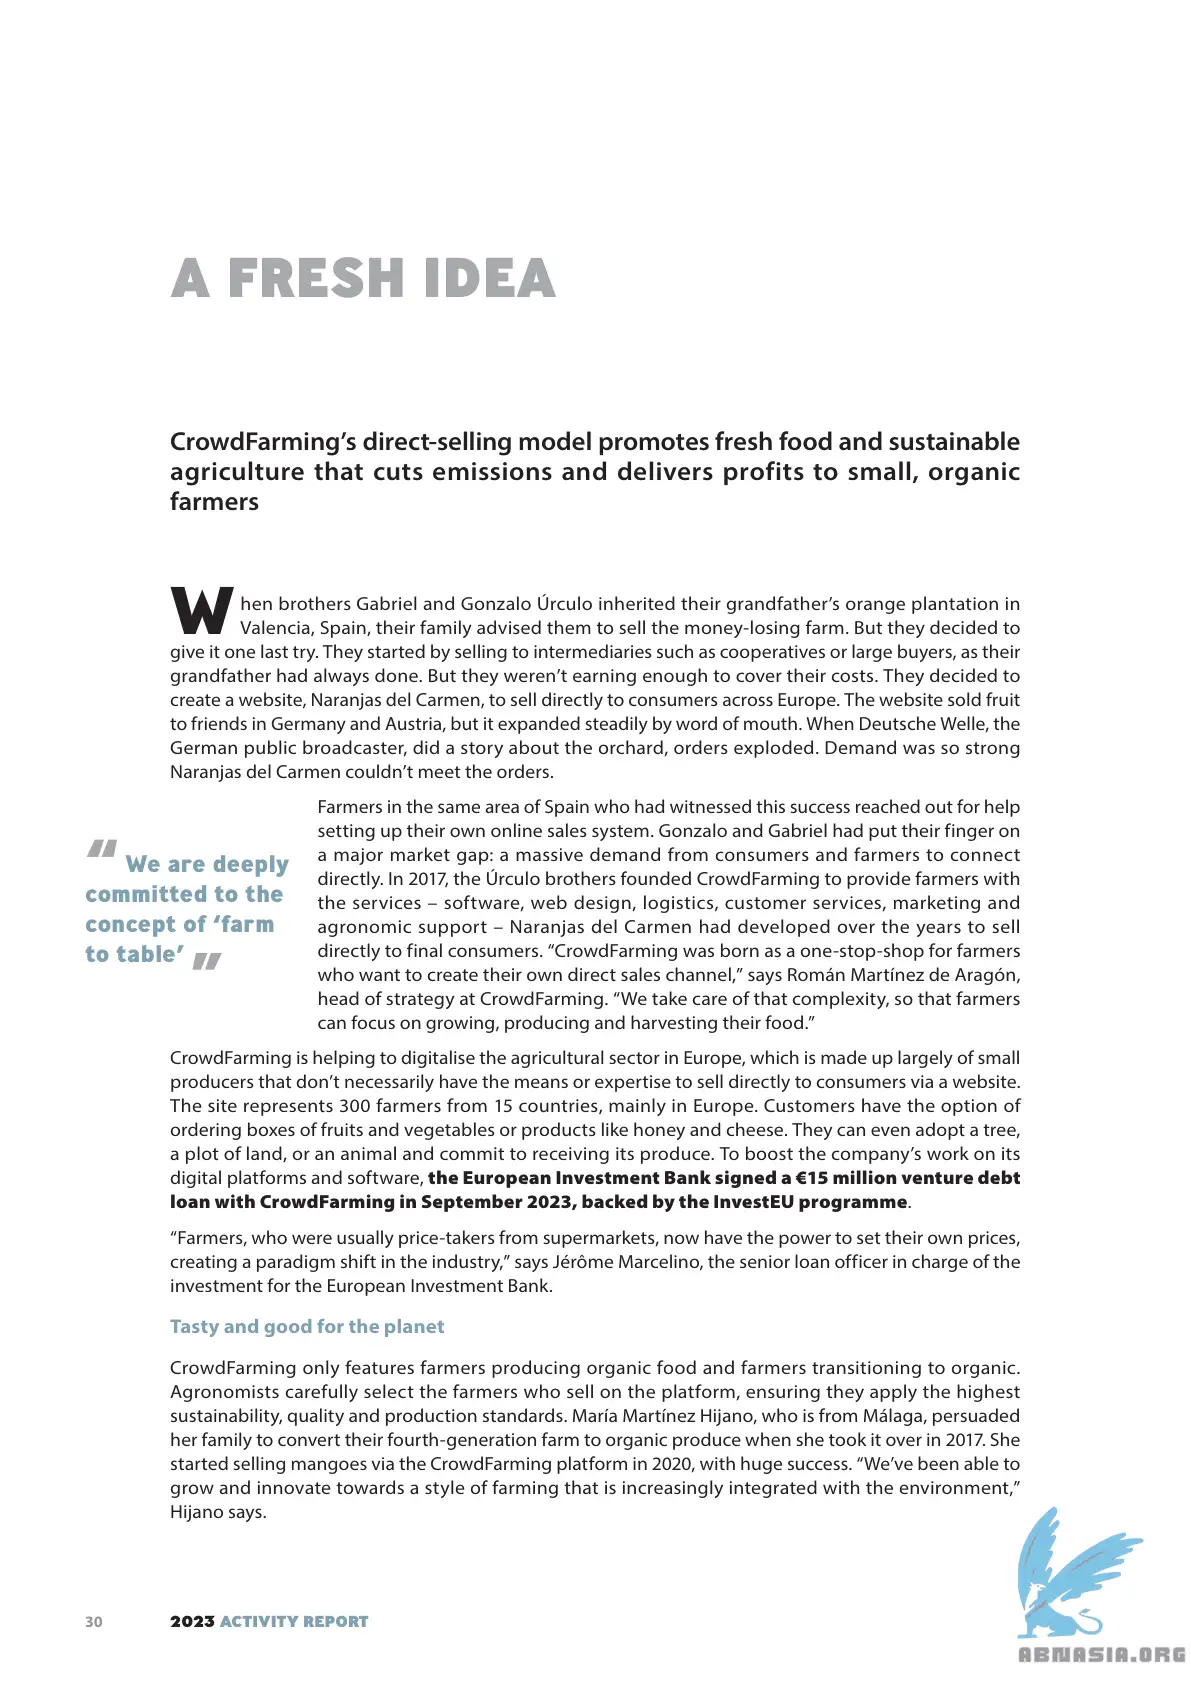 A FRESH IDEA
CrowdFarming’s direct-selling model promotes fresh food and sustainable
agriculture that cuts emissions and delivers profits to small, organic
farmers
When brothers Gabriel and Gonzalo Úrculo inherited their grandfather’s orange plantation in
Valencia, Spain, their family advised them to sell the money-losing farm. But they decided to
give it one last try. They started by selling to intermediaries such as cooperatives or large buyers, as their
grandfather had always done. But they weren’t earning enough to cover their costs. They decided to
create a website, Naranjas del Carmen, to sell directly to consumers across Europe. The website sold fruit
to friends in Germany and Austria, but it expanded steadily by word of mouth. When Deutsche Welle, the
German public broadcaster, did a story about the orchard, orders exploded. Demand was so strong
Naranjas del Carmen couldn’t meet the orders.
“We are deeply
committed to the
concept of ‘farm
to table’”
Farmers in the same area of Spain who had witnessed this success reached out for help
setting up their own online sales system. Gonzalo and Gabriel had put their finger on
a major market gap: a massive demand from consumers and farmers to connect
directly. In 2017, the Úrculo brothers founded CrowdFarming to provide farmers with
the services – software, web design, logistics, customer services, marketing and
agronomic support – Naranjas del Carmen had developed over the years to sell
directly to final consumers. “CrowdFarming was born as a one-stop-shop for farmers
who want to create their own direct sales channel,” says Román Martínez de Aragón,
head of strategy at CrowdFarming. “We take care of that complexity, so that farmers
can focus on growing, producing and harvesting their food.”
CrowdFarming is helping to digitalise the agricultural sector in Europe, which is made up largely of small
producers that don’t necessarily have the means or expertise to sell directly to consumers via a website.
The site represents 300 farmers from 15 countries, mainly in Europe. Customers have the option of
ordering boxes of fruits and vegetables or products like honey and cheese. They can even adopt a tree,
a plot of land, or an animal and commit to receiving its produce. To boost the company’s work on its
digital platforms and software, the European Investment Bank signed a €15 million venture debt
loan with CrowdFarming in September 2023, backed by the InvestEU programme.
“Farmers, who were usually price-takers from supermarkets, now have the power to set their own prices,
creating a paradigm shift in the industry,” says Jérôme Marcelino, the senior loan officer in charge of the
investment for the European Investment Bank.
Tasty and good for the planet
CrowdFarming only features farmers producing organic food and farmers transitioning to organic.
Agronomists carefully select the farmers who sell on the platform, ensuring they apply the highest
sustainability, quality and production standards. María Martínez Hijano, who is from Málaga, persuaded
her family to convert their fourth-generation farm to organic produce when she took it over in 2017. She
started selling mangoes via the CrowdFarming platform in 2020, with huge success. “We’ve been able to
grow and innovate towards a style of farming that is increasingly integrated with the environment,”
Hijano says.
30 2023 ACTIVITY REPORT
ABNASIA.ORG